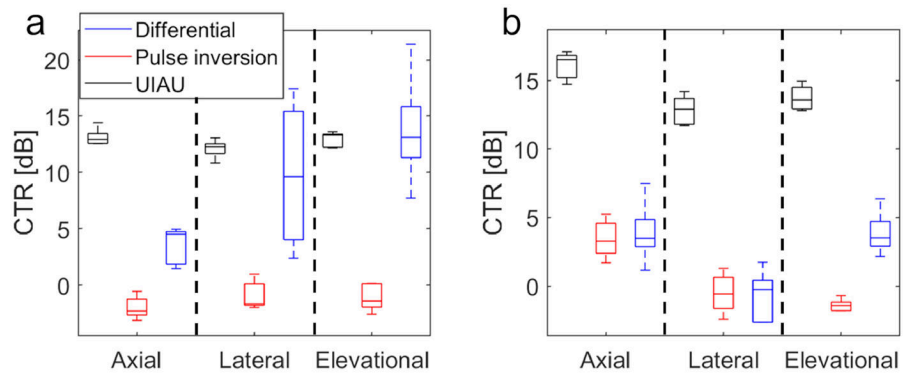 a
Differential
Pulse inversion
UIAU
CTR [dB]
20
15
10
5
0
Axial Lateral Elevational
b
CTR [dB]
15
10
5
0
Axial Lateral Elevational